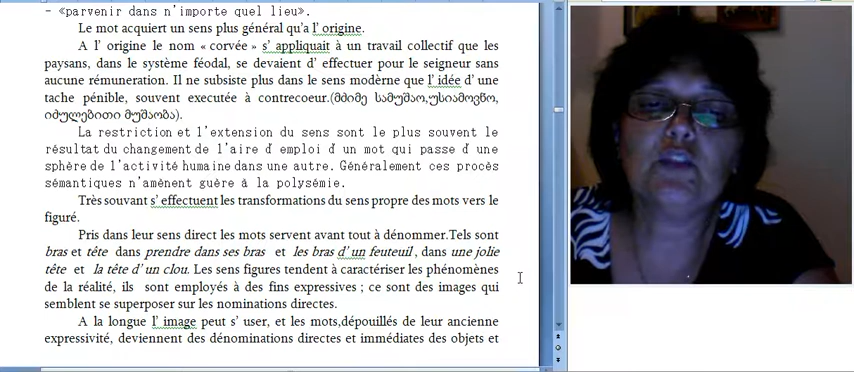 - «parvenir dans n'importe quel lieu».
Le mot acquiert un sens plus général qu'a l' origine.
A l' origine le nom « corvée » s' appliquait à un travail collectif que les
paysans, dans le système féodal, se devaient d' effectuer pour le seigneur sans
aucune rémuneration. Il ne subsiste plus dans le sens modèrne que l' idée d' une
tache pénible, souvent executée à contrecoeur.(მძიმე სამუშაო,უსიამოვნო,
იძულებითი მუშაობა).
La restriction et l'extension du sens sont le plus souvent le
résultat du changement de l'aire d' emploi d' un mot qui passe d' une
sphère de l'activité humaine dans une autre. Généralement ces procès
sémantiques n'amènent guère à la polysémie.
Très souvant s' effectuent les transformations du sens propre des mots vers le
figuré.
Pris dans leur sens direct les mots servent avant tout à dénommer.Tels sont
bras et tête dans prendre dans ses bras et les bras d' un feuteuil , dans une jolie
tête et la tête d' un clou. Les sens figures tendent à caractériser les phénomènes
de la réalité, ils sont employés à des fins expressives ; ce sont des images qui
semblent se superposer sur les nominations directes.
A la longue l' image peut s' user, et les mots,dépouillés de leur ancienne
expressivité, deviennent des dénominations directes et immédiates des objets et